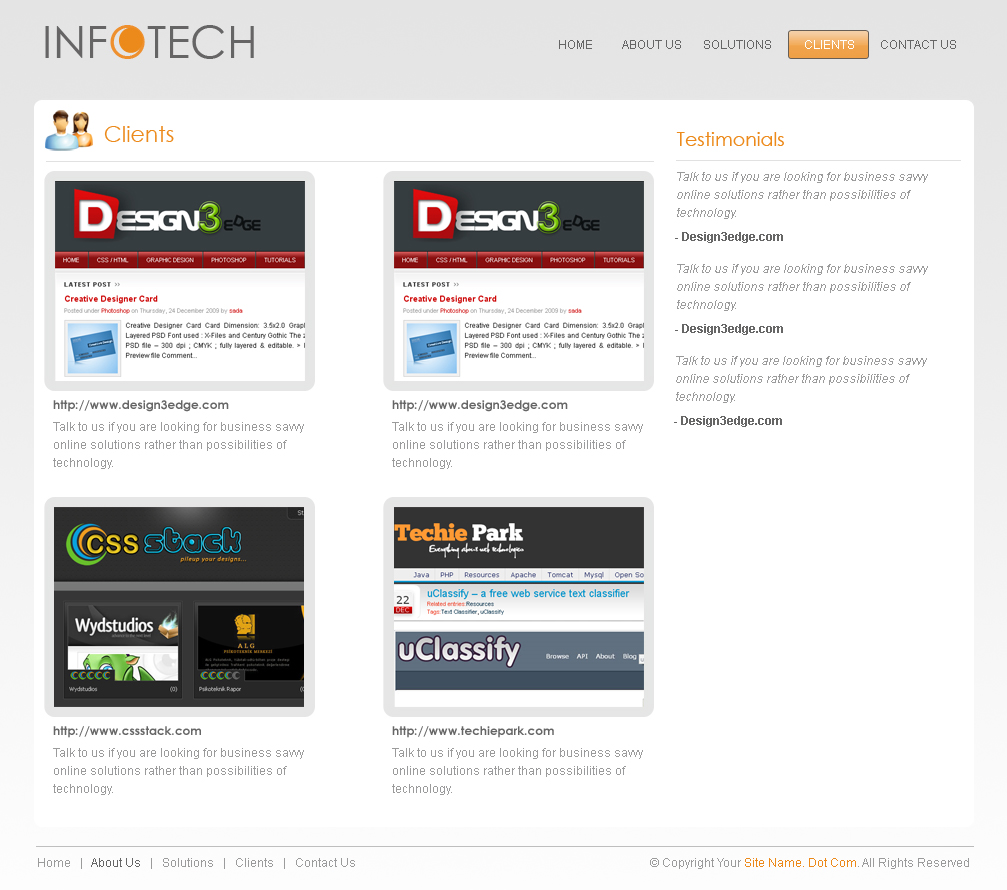 INFOTECH
HOME ABOUT US SOLUTIONS CLIENTS CONTACT US
Clients
DESIGN3 EDGE
HOME CSS / HTML GRAPHIC DESIGN PHOTOSHOP TUTORIALS
LATEST POST >>
Creative Designer Card
Posted under Photoshop on Thursday, 24 December 2009 by sada
Creative Designer Card Card Dimension: 3.5x2.0 Grap
Layered PSD Font used : X-Files and Century Gothic The
PSD file – 300 dpi ; CMYK ; fully layered & editable. >
Preview file Comment...
http://www.design3edge.com
Talk to us if you are looking for business savvy
online solutions rather than possibilities of
technology.
DESIGN3 EDGE
HOME CSS / HTML GRAPHIC DESIGN PHOTOSHOP TUTORIALS
LATEST POST >>
Creative Designer Card
Posted under Photoshop on Thursday, 24 December 2009 by sada
Creative Designer Card Card Dimension: 3.5x2.0 Grap
Layered PSD Font used : X-Files and Century Gothic The
PSD file – 300 dpi ; CMYK ; fully layered & editable. >
Preview file Comment...
http://www.design3edge.com
Talk to us if you are looking for business savvy
online solutions rather than possibilities of
technology.
St
CSS stack
pileup your designs...
Wydstudios
ALG
PSİKOTEKNİK MERKEZİ
Wydstudios (0)
Psikoteknik Rapor
http://www.cssstack.com
Talk to us if you are looking for business savvy
online solutions rather than possibilities of
technology.
Techie Park
Everything about web technologies
Java PHP Resources Apache Tomcat Mysql Open So
22
DEC
uClassify – a free web service text classifier
Related entries:Resources
Tags:Text Classifier, uClassify
uClassify
Browse API About Blog
http://www.techiepark.com
Talk to us if you are looking for business savvy
online solutions rather than possibilities of
technology.
Testimonials
Talk to us if you are looking for business savvy
online solutions rather than possibilities of
technology.
- Design3edge.com
Talk to us if you are looking for business savvy
online solutions rather than possibilities of
technology.
- Design3edge.com
Talk to us if you are looking for business savvy
online solutions rather than possibilities of
technology.
- Design3edge.com
Home | About Us | Solutions | Clients | Contact Us
© Copyright Your Site Name. Dot Com. All Rights Reserved